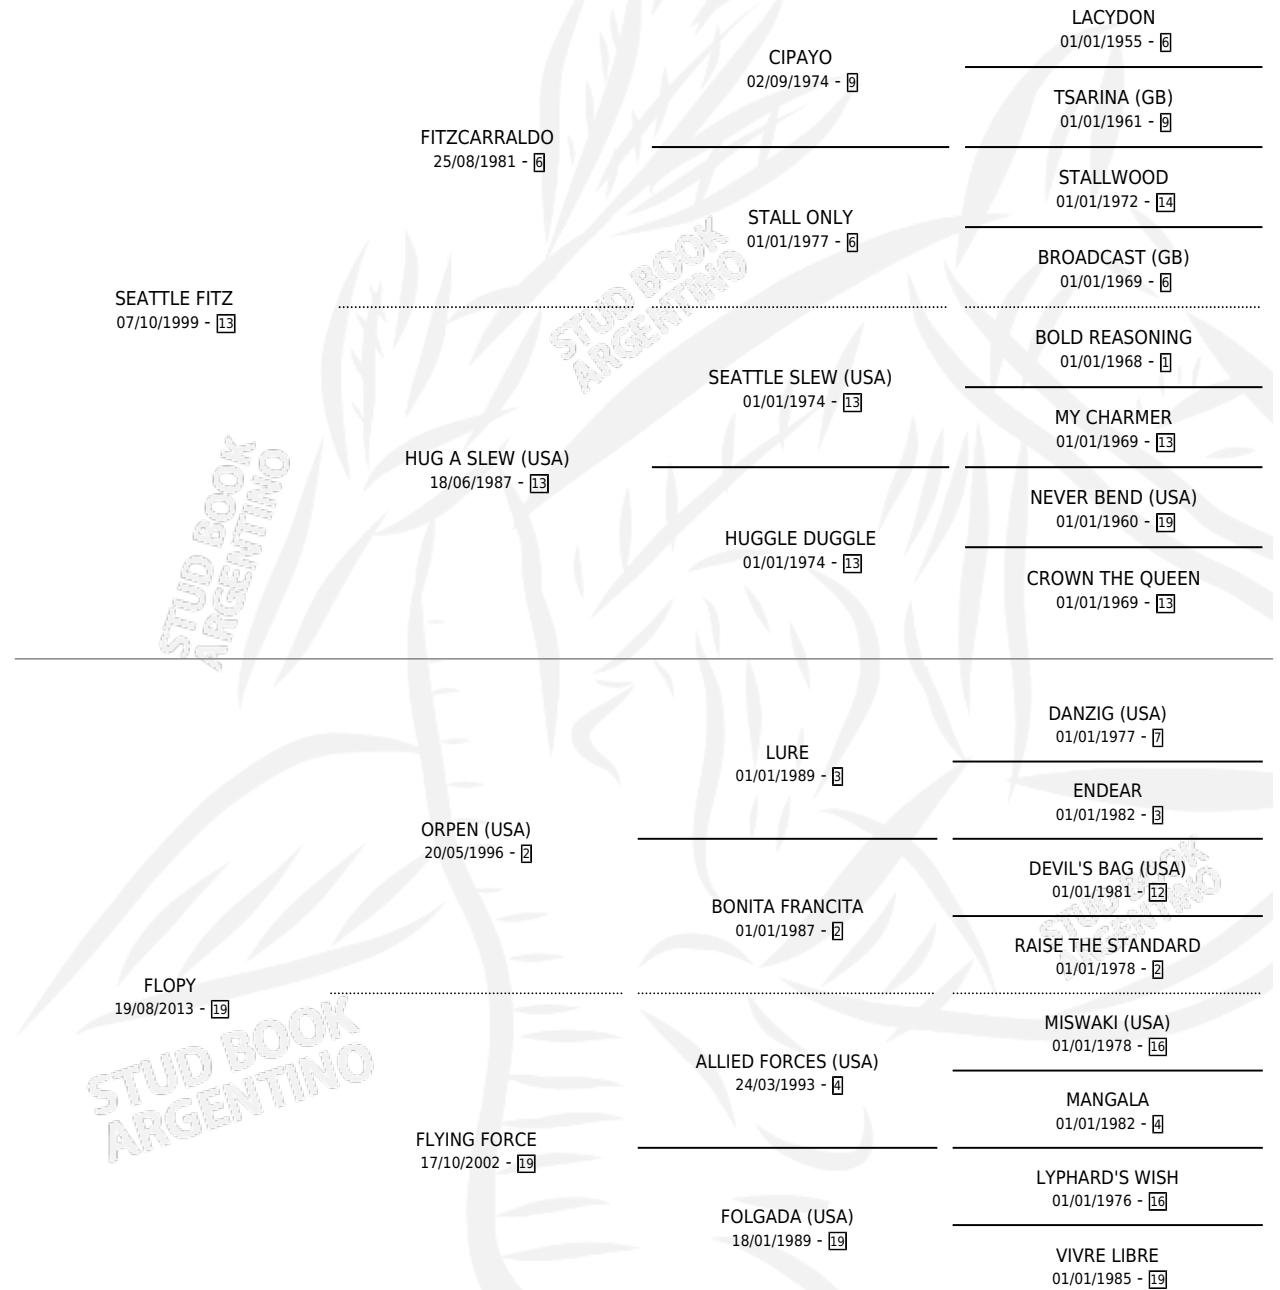 LACYDON
01/01/1955 - 6
CIPAYO
02/09/1974 - 9
TSARINA (GB)
01/01/1961 - 9
FITZCARRALDO
25/08/1981 - 6
STALLWOOD
01/01/1972 - 14
STALL ONLY
01/01/1977 - 6
BROADCAST (GB)
01/01/1969 - 6
SEATTLE FITZ
07/10/1999 - 13
BOLD REASONING
01/01/1968 - 1
SEATTLE SLEW (USA)
01/01/1974 - 13
MY CHARMER
01/01/1969 - 13
HUG A SLEW (USA)
18/06/1987 - 13
NEVER BEND (USA)
01/01/1960 - 19
HUGGLE DUGGLE
01/01/1974 - 13
CROWN THE QUEEN
01/01/1969 - 13
STUD BOOK
ARGENTINO
STUD BOOK
ARGENTINO
DANZIG (USA)
01/01/1977 - 7
LURE
01/01/1989 - 3
ENDEAR
01/01/1982 - 3
ORPEN (USA)
20/05/1996 - 2
DEVIL'S BAG (USA)
01/01/1981 - 12
BONITA FRANCITA
01/01/1987 - 2
RAISE THE STANDARD
01/01/1978 - 2
FLOPY
19/08/2013 - 19
MISWAKI (USA)
01/01/1978 - 16
ALLIED FORCES (USA)
24/03/1993 - 4
MANGALA
01/01/1982 - 4
FLYING FORCE
17/10/2002 - 19
LYPHARD'S WISH
01/01/1976 - 16
FOLGADA (USA)
18/01/1989 - 19
VIVRE LIBRE
01/01/1985 - 19
STUD BOOK
ARGENTINO
STUD BOOK
ARGENTINO